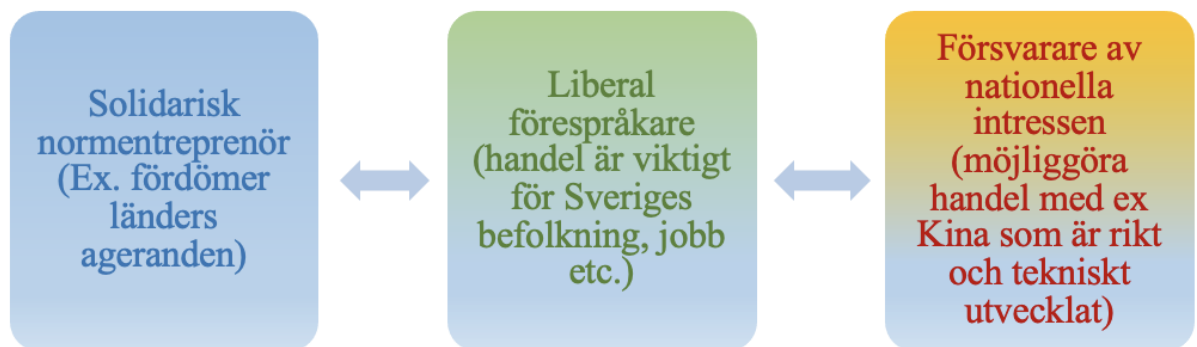 Solidarisk
normentreprenör
(Ex. fördömer
länders
ageranden)
Liberal
förespråkare
(handel är viktigt
för Sveriges
befolkning, jobb
etc.)
Försvarare av
nationella
intressen
(möjliggöra
handel med ex
Kina som är rikt
och tekniskt
utvecklat)